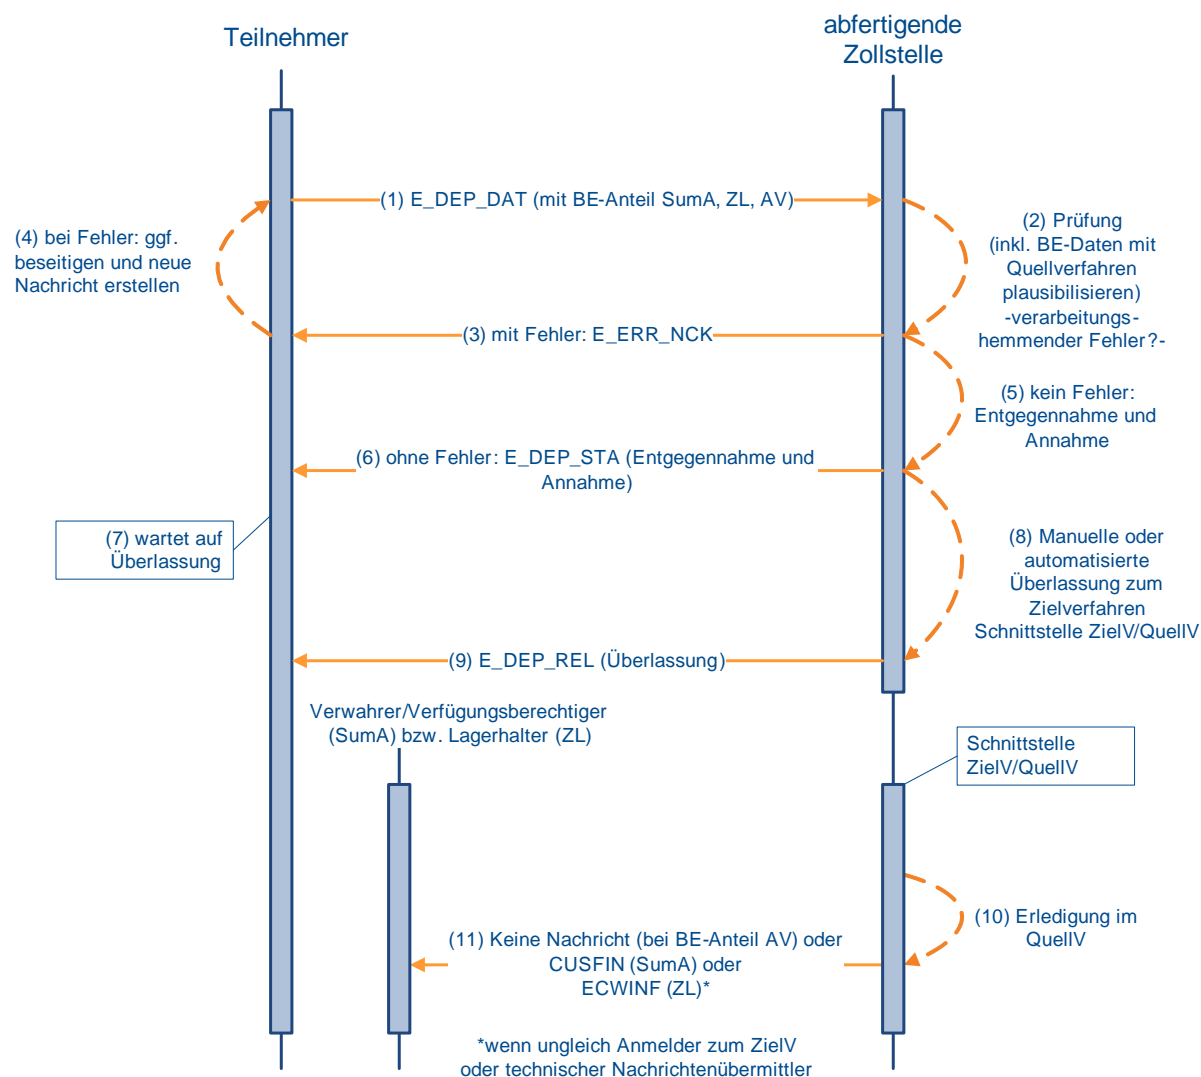 Teilnehmer
abfertigende
Zollstelle
(1) E_DEP_DAT (mit BE-Anteil SumA, ZL, AV)
(2) Prüfung
(inkl. BE-Daten mit
Quellverfahren
plausibilisieren)
-verarbeitungs-
hemmender Fehler?-
(4) bei Fehler: ggf.
beseitigen und neue
Nachricht erstellen
(3) mit Fehler: E_ERR_NCK
(5) kein Fehler:
Entgegennahme und
Annahme
(6) ohne Fehler: E_DEP_STA (Entgegennahme und
Annahme)
(7) wartet auf
Überlassung
(8) Manuelle oder
automatisierte
Überlassung zum
Zielverfahren
Schnittstelle ZielV/QuellV
(9) E_DEP_REL (Überlassung)
Verwahrer/Verfügungsberechtiger
(SumA) bzw. Lagerhalter (ZL)
Schnittstelle
ZielV/QuellV
(10) Erledigung im
QuellV
(11) Keine Nachricht (bei BE-Anteil AV) oder
CUSFIN (SumA) oder
ECWINF (ZL)*
*wenn ungleich Anmelder zum ZielV
oder technischer Nachrichtenübermittler